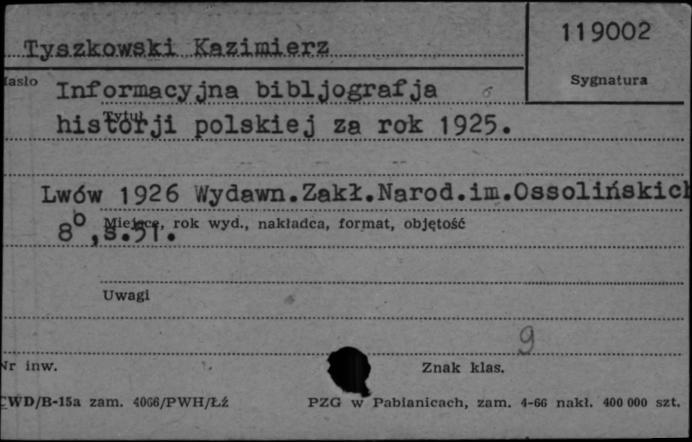 119002
Tyszkowski Kazimierz
Sygnatura
Hasło
Informacyjna bibljografja
Tytuł
historji polskiej za rok 1925.
Lwów 1926 Wydawn.Zakł.Narod.im.Ossolińskich
Miejsce, rok wyd., nakładca, format, objętość
8b,s.51.
Uwagi
9
Nr inw.
Znak klas.
CWD/B-15a zam. 4066/PWH/Łź
PZG w Pabianicach, zam. 4-66 nakł. 400 000 szt.